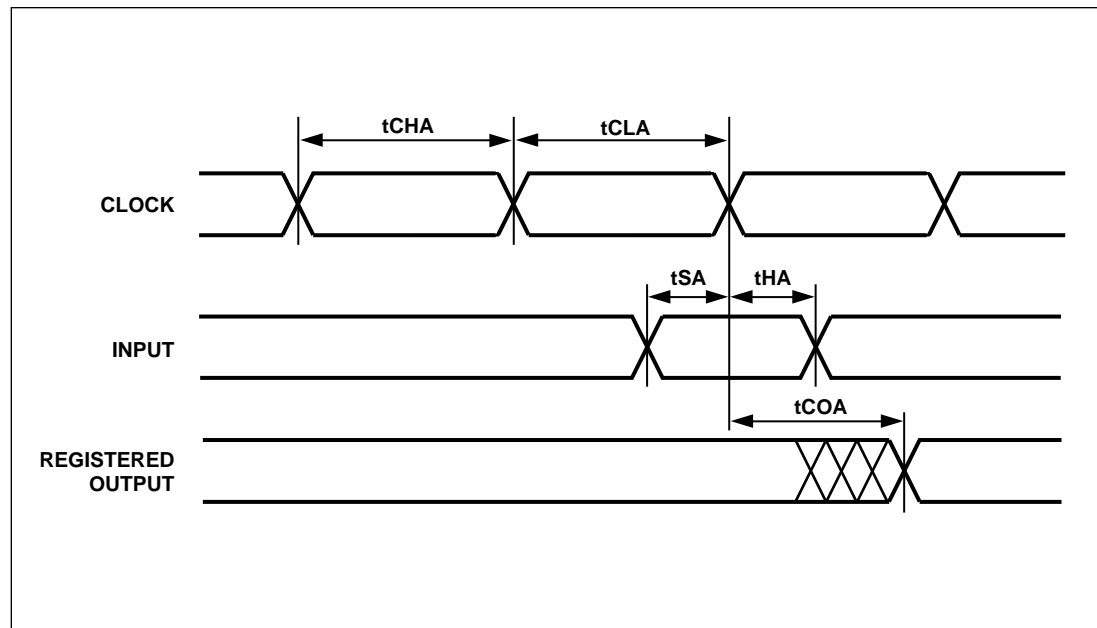 tCHA tCLA
CLOCK
tSA tHA
INPUT
tCOA
REGISTERED
OUTPUT